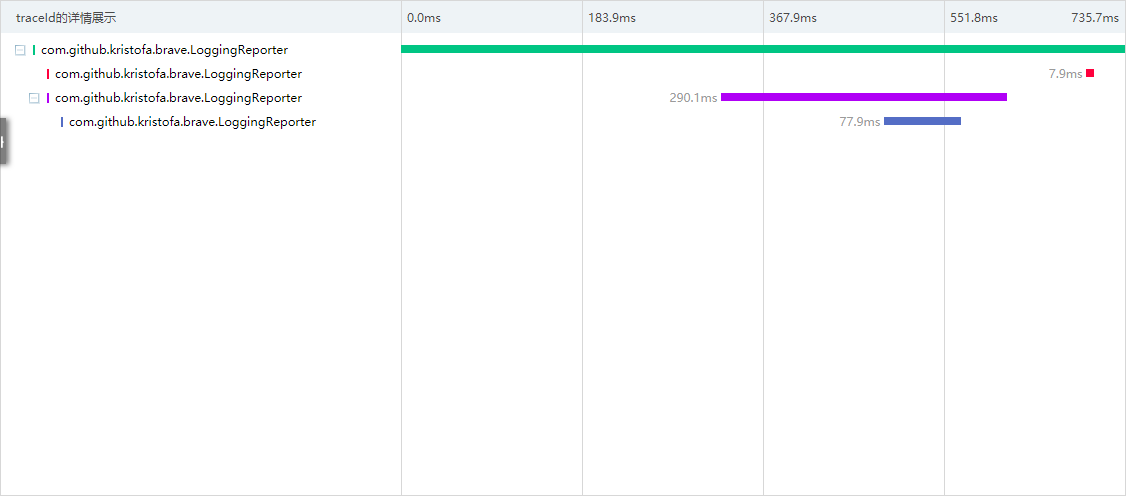 traceId的详情展示 0.0ms 183.9ms 367.9ms 551.8ms 735.7ms
com.github.kristofa.brave.LoggingReporter
com.github.kristofa.brave.LoggingReporter 7.9ms
com.github.kristofa.brave.LoggingReporter 290.1ms
com.github.kristofa.brave.LoggingReporter 77.9ms